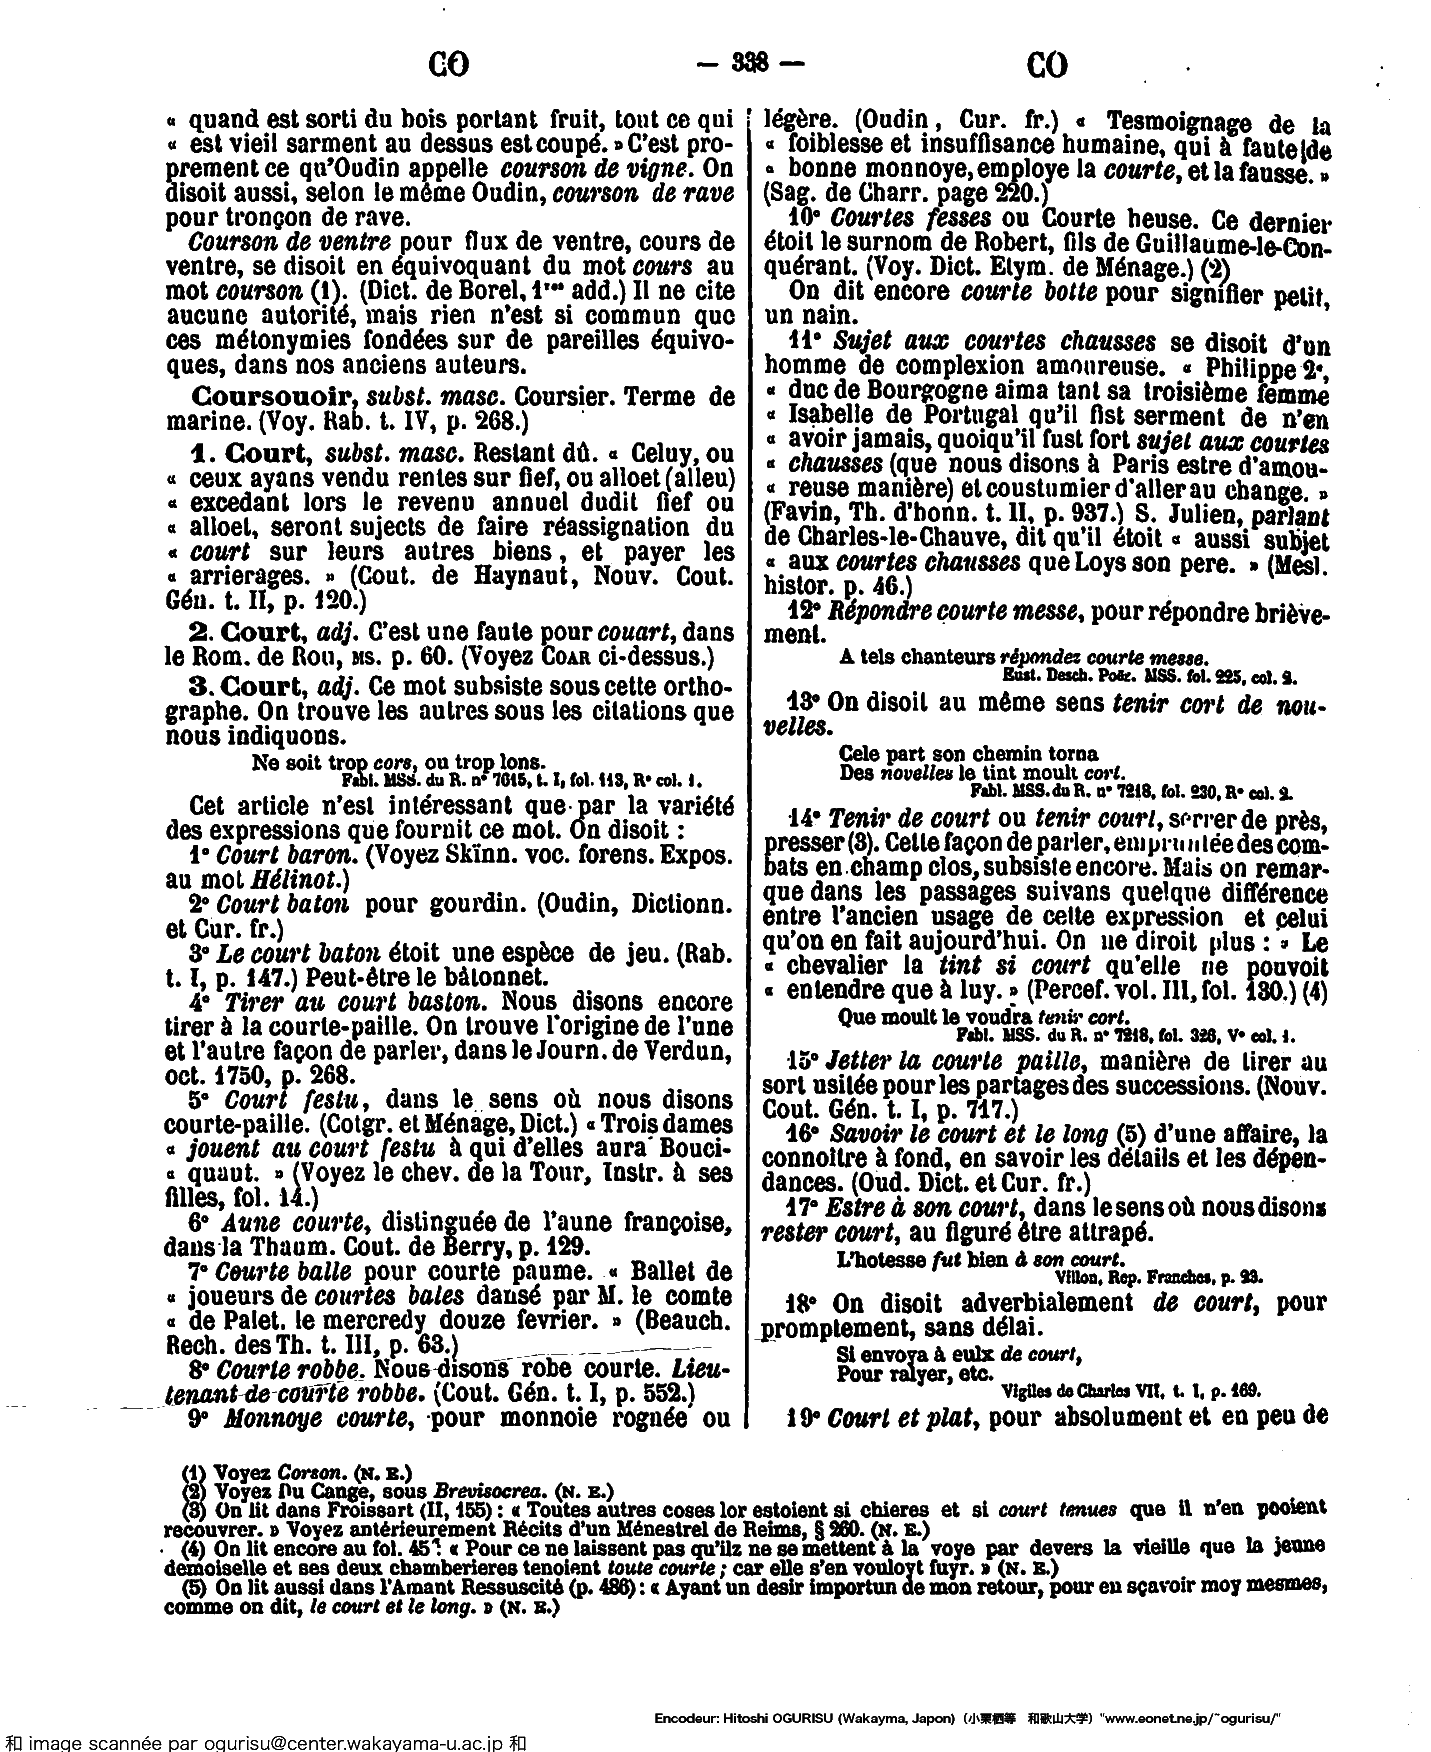 CO
— 338 —
CO
« quand est sorti du bois portant fruit, tout ce qui
« est vieil sarment au dessus est coupé. » C'est pro-
prement ce qu'Oudin appelle courson de vigne. On
disoit aussi, selon le même Oudin, courson de rave
pour tronçon de rave.
Courson de ventre pour flux de ventre, cours de
ventre, se disoit en équivoquant du mot cours au
mot courson (1). (Dict. de Borel, 1res add.) Il ne cite
aucune autorité, mais rien n'est si commun que
ces métonymies fondées sur de pareilles équivo-
ques, dans nos anciens auteurs.
Coursouoir, subst. masc. Coursier. Terme de
marine. (Voy. Rab. t. IV, p. 268.)
1. Court, subst. masc. Restant dû. « Celuy, ou
« ceux ayans vendu rentes sur fief, ou alloet (alleu)
« excedant lors le revenu annuel dudit fief ou
« alloet, seront sujects de faire réassignation du
« court sur leurs autres biens, et payer les
« arrierages. » (Cout. de Haynaut, Nouv. Cout.
Gén. t. II, p. 120.)
2. Court, adj. C'est une faute pour couart, dans
le Rom. de Rou, MS. p. 60. (Voyez COAR ci-dessus.)
3. Court, adj. Ce mot subsiste sous cette ortho-
graphe. On trouve les autres sous les citations que
nous indiquons.
Ne soit trop cors, ou trop lons.
Fabl. MSS. du R. n° 7615, t. I, fol. 113, R° col. 1.
Cet article n'est intéressant que par la variété
des expressions que fournit ce mot. On disoit :
1° Court baron. (Voyez Skinn. voc. forens. Expos.
au mot Hélinot.)
2° Court baton pour gourdin. (Oudin, Dictionn.
et Cur. fr.)
3° Le court baton étoit une espèce de jeu. (Rab.
t. I, p. 147.) Peut-être le bâtonnet.
4° Tirer au court baston. Nous disons encore
tirer à la courte-paille. On trouve l'origine de l'une
et l'autre façon de parler, dans le Journ. de Verdun,
oct. 1750, p. 268.
5° Court festu, dans le sens où nous disons
courte-paille. (Cotgr. et Ménage, Dict.) « Trois dames
« jouent au court festu à qui d'elles aura Bouci-
« quaut. » (Voyez le chev. de la Tour, Instr. à ses
filles, fol. 14.)
6° Aune courte, distinguée de l'aune françoise,
dans la Thaum. Cout. de Berry, p. 129.
7° Courte balle pour courte paume. « Ballet de
« joueurs de courtes bales dansé par M. le comte
« de Palet, le mercredy douze fevrier. » (Beauch.
Rech. des Th. t. III, p. 63.)
8° Courte robbe. Nous disons robe courte. Lieu-
tenant de courte robbe. (Cout. Gén. t. I, p. 552.)
9° Monnoye courte, pour monnoie rognée ou
légère. (Oudin, Cur. fr.) « Tesmoignage de la
« foiblesse et insuffisance humaine, qui à faute de
« bonne monnoye, employe la courte, et la fausse. »
(Sag. de Charr. page 220.)
10° Courtes fesses ou Courte heuse. Ce dernier
étoit le surnom de Robert, fils de Guillaume-le-Con-
quérant. (Voy. Dict. Etym. de Ménage.) (2)
On dit encore courte botte pour signifier petit,
un nain.
11° Sujet aux courtes chausses se disoit d'un
homme de complexion amoureuse. « Philippe 2e,
« duc de Bourgogne aima tant sa troisième femme
« Isabelle de Portugal qu'il fist serment de n'en
« avoir jamais, quoiqu'il fust fort sujet aux courtes
« chausses (que nous disons à Paris estre d'amou-
« reuse manière) et coustumier d'aller au change. »
(Favin, Th. d'honn. t. II, p. 937.) S. Julien, parlant
de Charles-le-Chauve, dit qu'il étoit « aussi subjet
« aux courtes chausses que Loys son pere. » (Mesl.
histor. p. 46.)
12° Répondre courte messe, pour répondre briève-
ment.
A tels chanteurs répondez courte messe.
Eust. Desch. Poës. MSS. fol. 225, col. 2.
13° On disoit au même sens tenir cort de nou-
velles.
Cele part son chemin torna
Des novelles le tint moult cort.
Fabl. MSS. du R. n° 7218, fol. 230, R° col. 2.
14° Tenir de court ou tenir court, serrer de près,
presser (3). Cette façon de parler, empruntée des com-
bats en champ clos, subsiste encore. Mais on remar-
que dans les passages suivans quelque différence
entre l'ancien usage de cette expression et celui
qu'on en fait aujourd'hui. On ne diroit plus : » Le
« chevalier la tint si court qu'elle ne pouvoit
« entendre que à luy. » (Percef. vol. III, fol. 130.) (4)
Que moult le voudra tenir cort.
Fabl. MSS. du R. n° 7218, fol. 326, V° col. 1.
15° Jetter la courte paille, manière de tirer au
sort usitée pour les partages des successions. (Nouv.
Cout. Gén. t. I, p. 717.)
16° Savoir le court et le long (5) d'une affaire, la
connoitre à fond, en savoir les détails et les dépen-
dances. (Oud. Dict. et Cur. fr.)
17° Estre à son court, dans le sens où nous disons
rester court, au figuré être attrapé.
L'hotesse fut bien à son court.
Villon, Rep. Franches, p. 23.
18° On disoit adverbialement de court, pour
promptement, sans délai.
Si envoya à eulx de court,
Pour ralyer, etc.
Vigiles de Charles VII, t. I, p. 169.
19° Court et plat, pour absolument et en peu de
(1) Voyez Corson. (N. E.)
(2) Voyez Du Cange, sous Brevisocrea. (N. E.)
(3) On lit dans Froissart (II, 155) : « Toutes autres coses lor estoient si chieres et si court tenues que il n'en pooient
recouvrer. » Voyez antérieurement Récits d'un Ménestrel de Reims, § 260. (N. E.)
(4) On lit encore au fol. 45 : « Pour ce ne laissent pas qu'ilz ne se mettent à la voye par devers la vieille que la jeune
demoiselle et ses deux chamberieres tenoient toute courte ; car elle s'en vouloyt fuyr. » (N. E.)
(5) On lit aussi dans l'Amant Ressuscité (p. 486) : « Ayant un desir importun de mon retour, pour en sçavoir moy mesmes,
comme on dit, le court et le long. » (N. E.)
Encodeur: Hitoshi OGURISU (Wakayma, Japon)（小栗栖等　和歌山大学）"www.eonet.ne.jp/~ogurisu/"
和 image scannée par ogurisu@center.wakayama-u.ac.jp 和